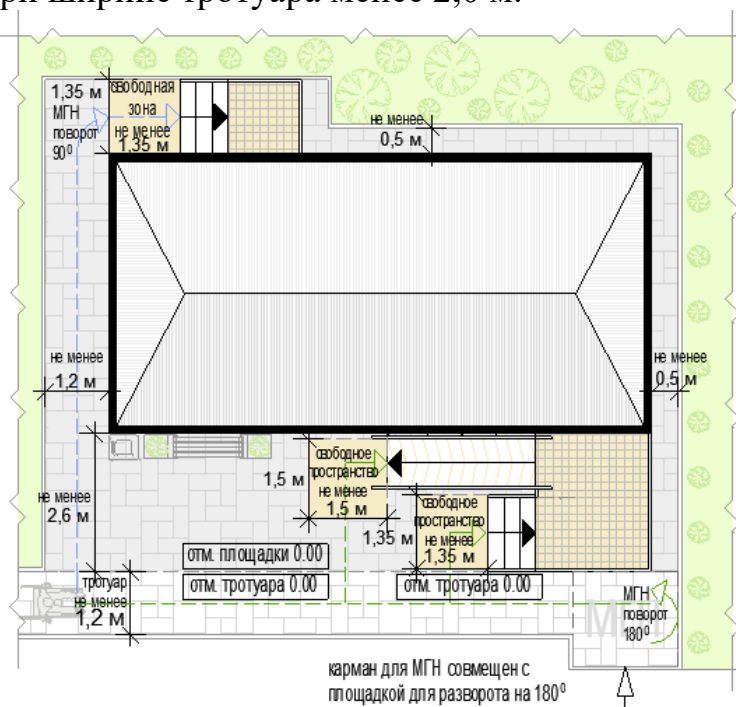 ри ширине тротуара менее 2,0 м.
1,35 м
МГН
поворот
90⁰
свободная
зона
не менее
1,35 м
не менее
0,5 м
не менее
1,2 м
не менее
0,5 м
1,5 м
свободное
пространство
не менее
1,5 м
не менее
2,6 м
1,35 м
свободное
пространство
не менее
1,35 м
отм. площадки 0.00
отм. тротуара 0.00
отм. тротуара 0.00
тротуар
не менее
1,2 м
МГН
МГН
поворот
180⁰
карман для МГН совмещен с
площадкой для разворота на 180⁰